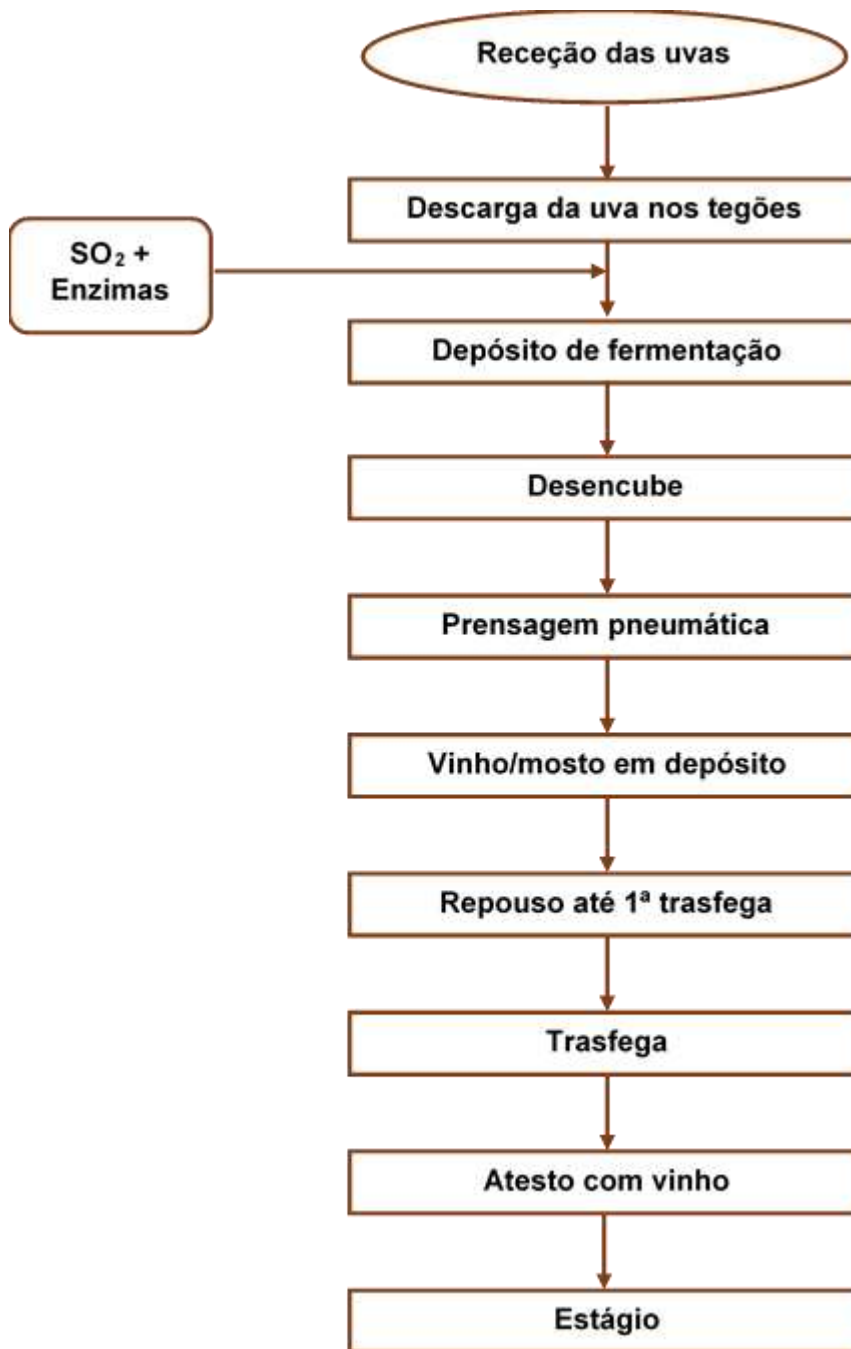 Receção das uvas
Descarga da uva nos tegões
SO₂ +
Enzimas
Depósito de fermentação
Desencube
Prensagem pneumática
Vinho/mosto em depósito
Repouso até 1ª trasfega
Trasfega
Atesto com vinho
Estágio